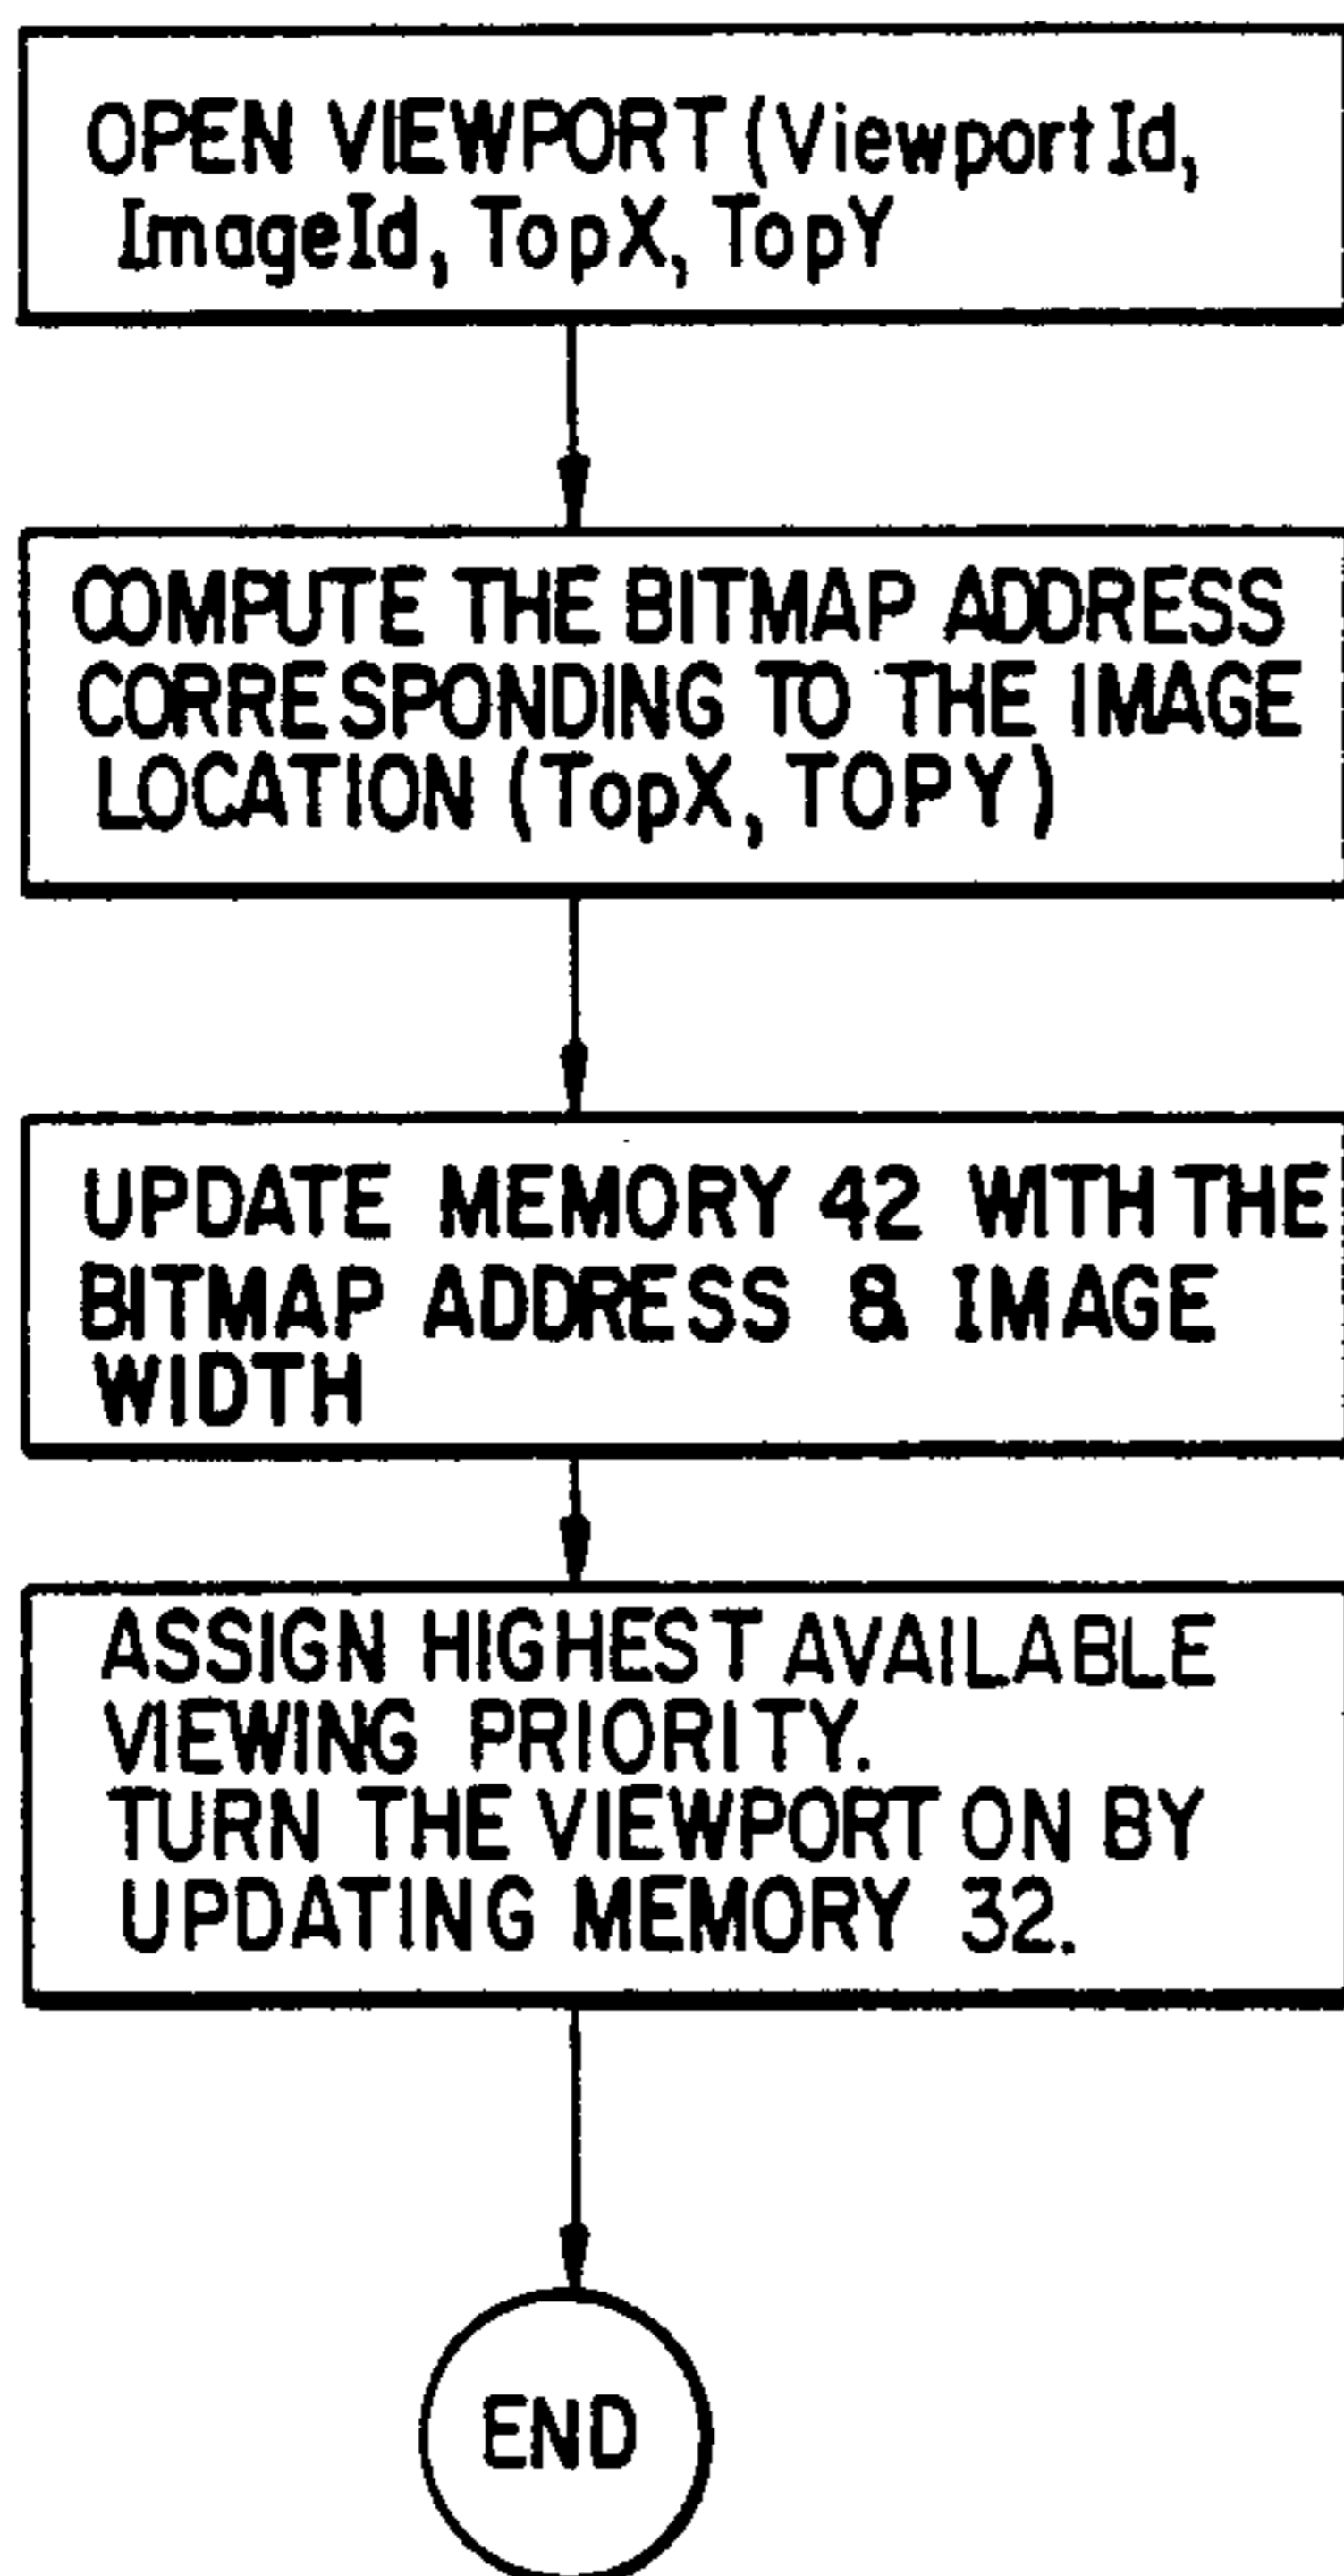 OPEN VIEWPORT (ViewportId,
ImageId, TopX, TopY
COMPUTE THE BITMAP ADDRESS
CORRESPONDING TO THE IMAGE
LOCATION (TopX, TOPY)
UPDATE MEMORY 42 WITH THE
BITMAP ADDRESS & IMAGE
WIDTH
ASSIGN HIGHEST AVAILABLE
VIEWING PRIORITY.
TURN THE VIEWPORT ON BY
UPDATING MEMORY 32.
END